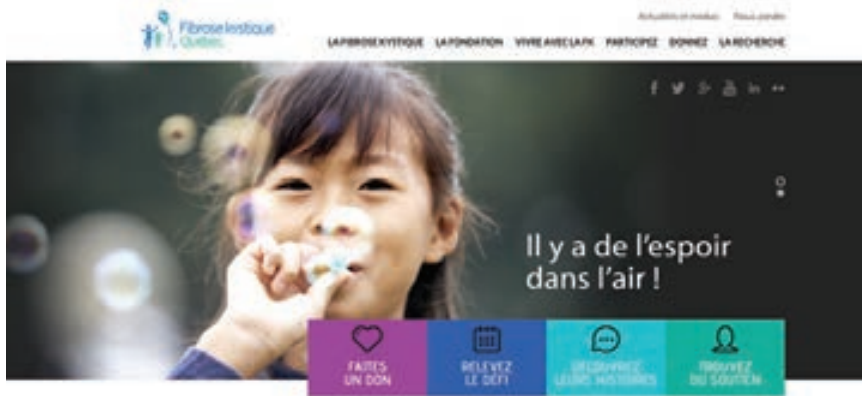 Fibrose kystique
Québec
Actualités et médias Nous joindre
LA FIBROSE KYSTIQUE LA FONDATION VIVRE AVEC LA FK PARTICIPEZ DONNEZ LA RECHERCHE
Il y a de l'espoir
dans l'air !
FAITES
UN DON
RELEVEZ
LE DÉFI
DÉCOUVREZ
LEURS HISTOIRES
TROUVEZ
DU SOUTIEN